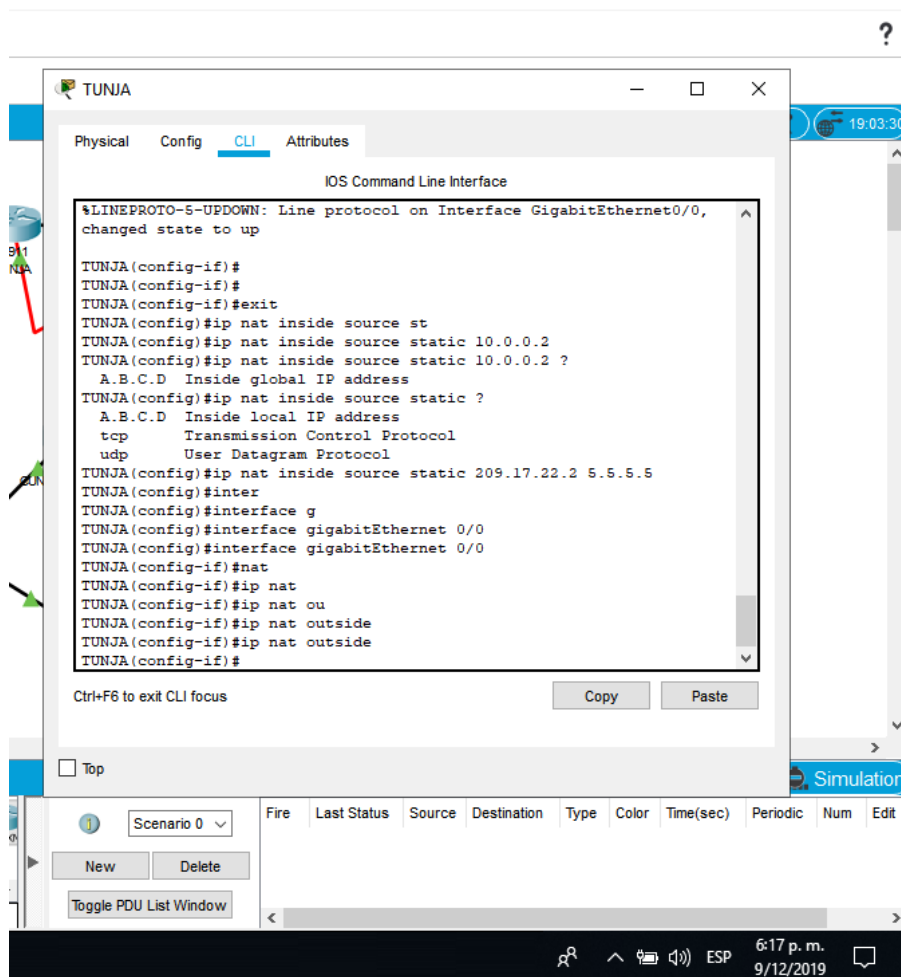 ?
TUNJA
19:03:30
Physical Config CLI Attributes
IOS Command Line Interface
%LINEPROTO-5-UPDOWN: Line protocol on Interface GigabitEthernet0/0,
changed state to up
TUNJA(config-if)#
TUNJA(config-if)#
TUNJA(config-if)#exit
TUNJA(config)#ip nat inside source st
TUNJA(config)#ip nat inside source static 10.0.0.2
TUNJA(config)#ip nat inside source static 10.0.0.2 ?
A.B.C.D Inside global IP address
TUNJA(config)#ip nat inside source static ?
A.B.C.D Inside local IP address
tcp Transmission Control Protocol
udp User Datagram Protocol
TUNJA(config)#ip nat inside source static 209.17.22.2 5.5.5.5
TUNJA(config)#inter
TUNJA(config)#interface g
TUNJA(config)#interface gigabitEthernet 0/0
TUNJA(config)#interface gigabitEthernet 0/0
TUNJA(config-if)#nat
TUNJA(config-if)#ip nat
TUNJA(config-if)#ip nat ou
TUNJA(config-if)#ip nat outside
TUNJA(config-if)#ip nat outside
TUNJA(config-if)#
Ctrl+F6 to exit CLI focus
Copy Paste
Top
Simulation
Scenario 0
Fire Last Status Source Destination Type Color Time(sec) Periodic Num Edit
New Delete
Toggle PDU List Window
ESP
6:17 p. m.
9/12/2019